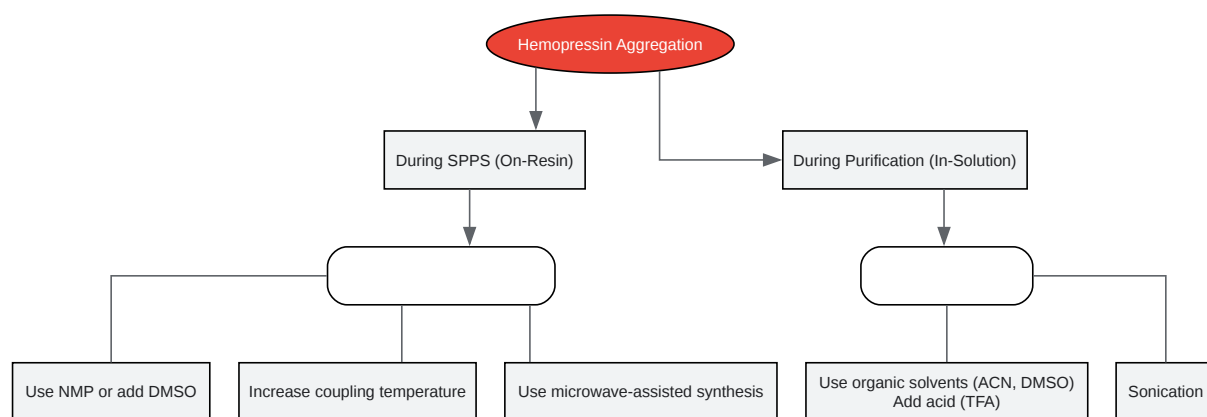 Hemopressin Aggregation
During SPPS (On-Resin)
During Purification (In-Solution)
Use NMP or add DMSO
Increase coupling temperature
Use microwave-assisted synthesis
Use organic solvents (ACN, DMSO)
Add acid (TFA)
Sonication